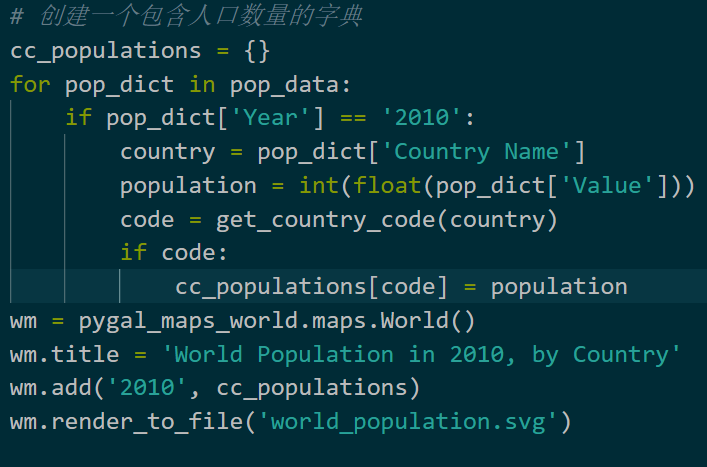 # 创建一个包含人口数量的字典
cc_populations = {}
for pop_dict in pop_data:
    if pop_dict['Year'] == '2010':
        country = pop_dict['Country Name']
        population = int(float(pop_dict['Value']))
        code = get_country_code(country)
        if code:
            cc_populations[code] = population
wm = pygal_maps_world.maps.World()
wm.title = 'World Population in 2010, by Country'
wm.add('2010', cc_populations)
wm.render_to_file('world_population.svg')